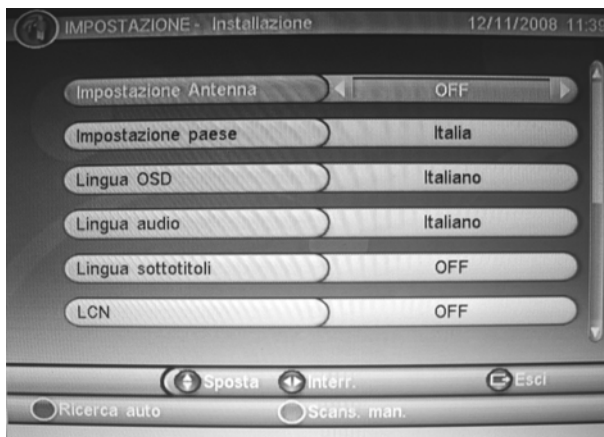 IMPOSTAZIONE - Installazione 12/11/2008 11:39
Impostazione Antenna OFF
Impostazione paese Italia
Lingua OSD Italiano
Lingua audio Italiano
Lingua sottotitoli OFF
LCN OFF
Sposta Interr. Esci
Ricerca auto Scans. man.